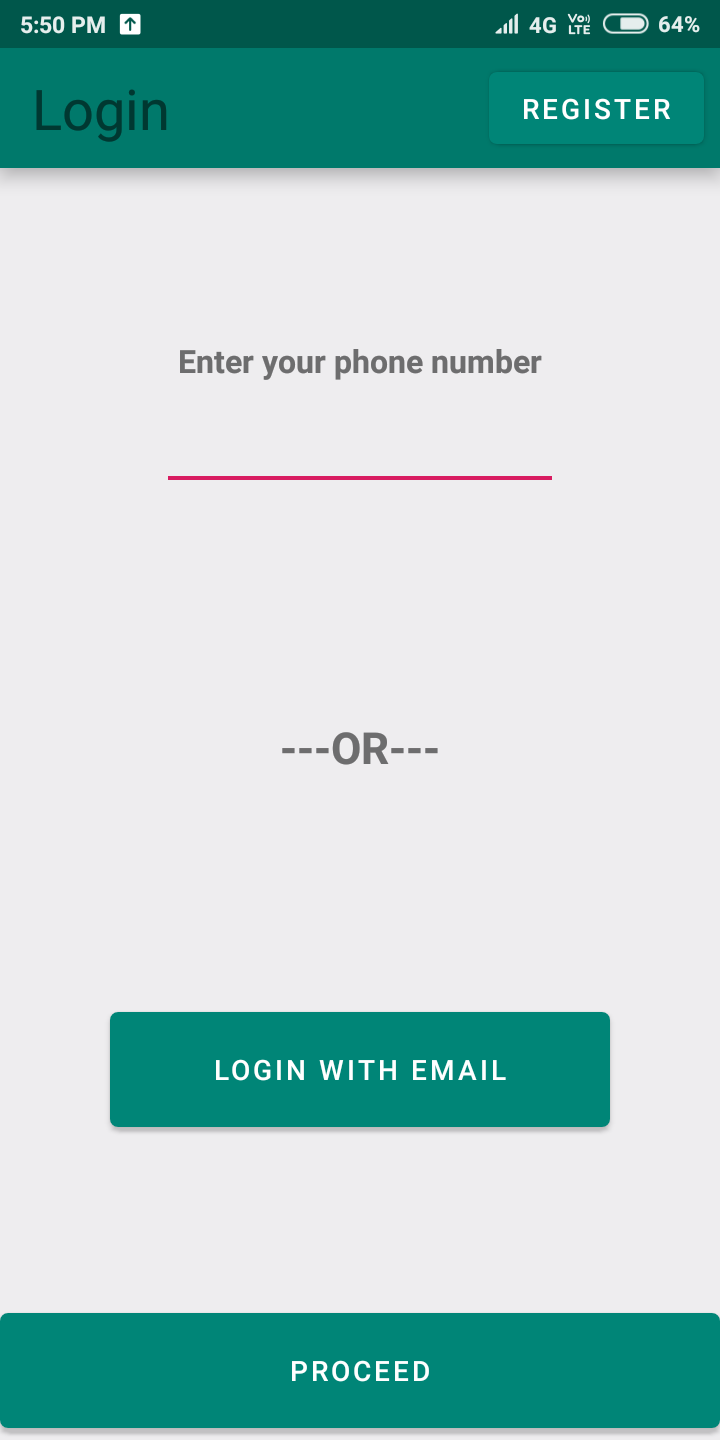 5:50 PM 4G Vo) LTE 64%
Login REGISTER
Enter your phone number
---OR---
LOGIN WITH EMAIL
PROCEED